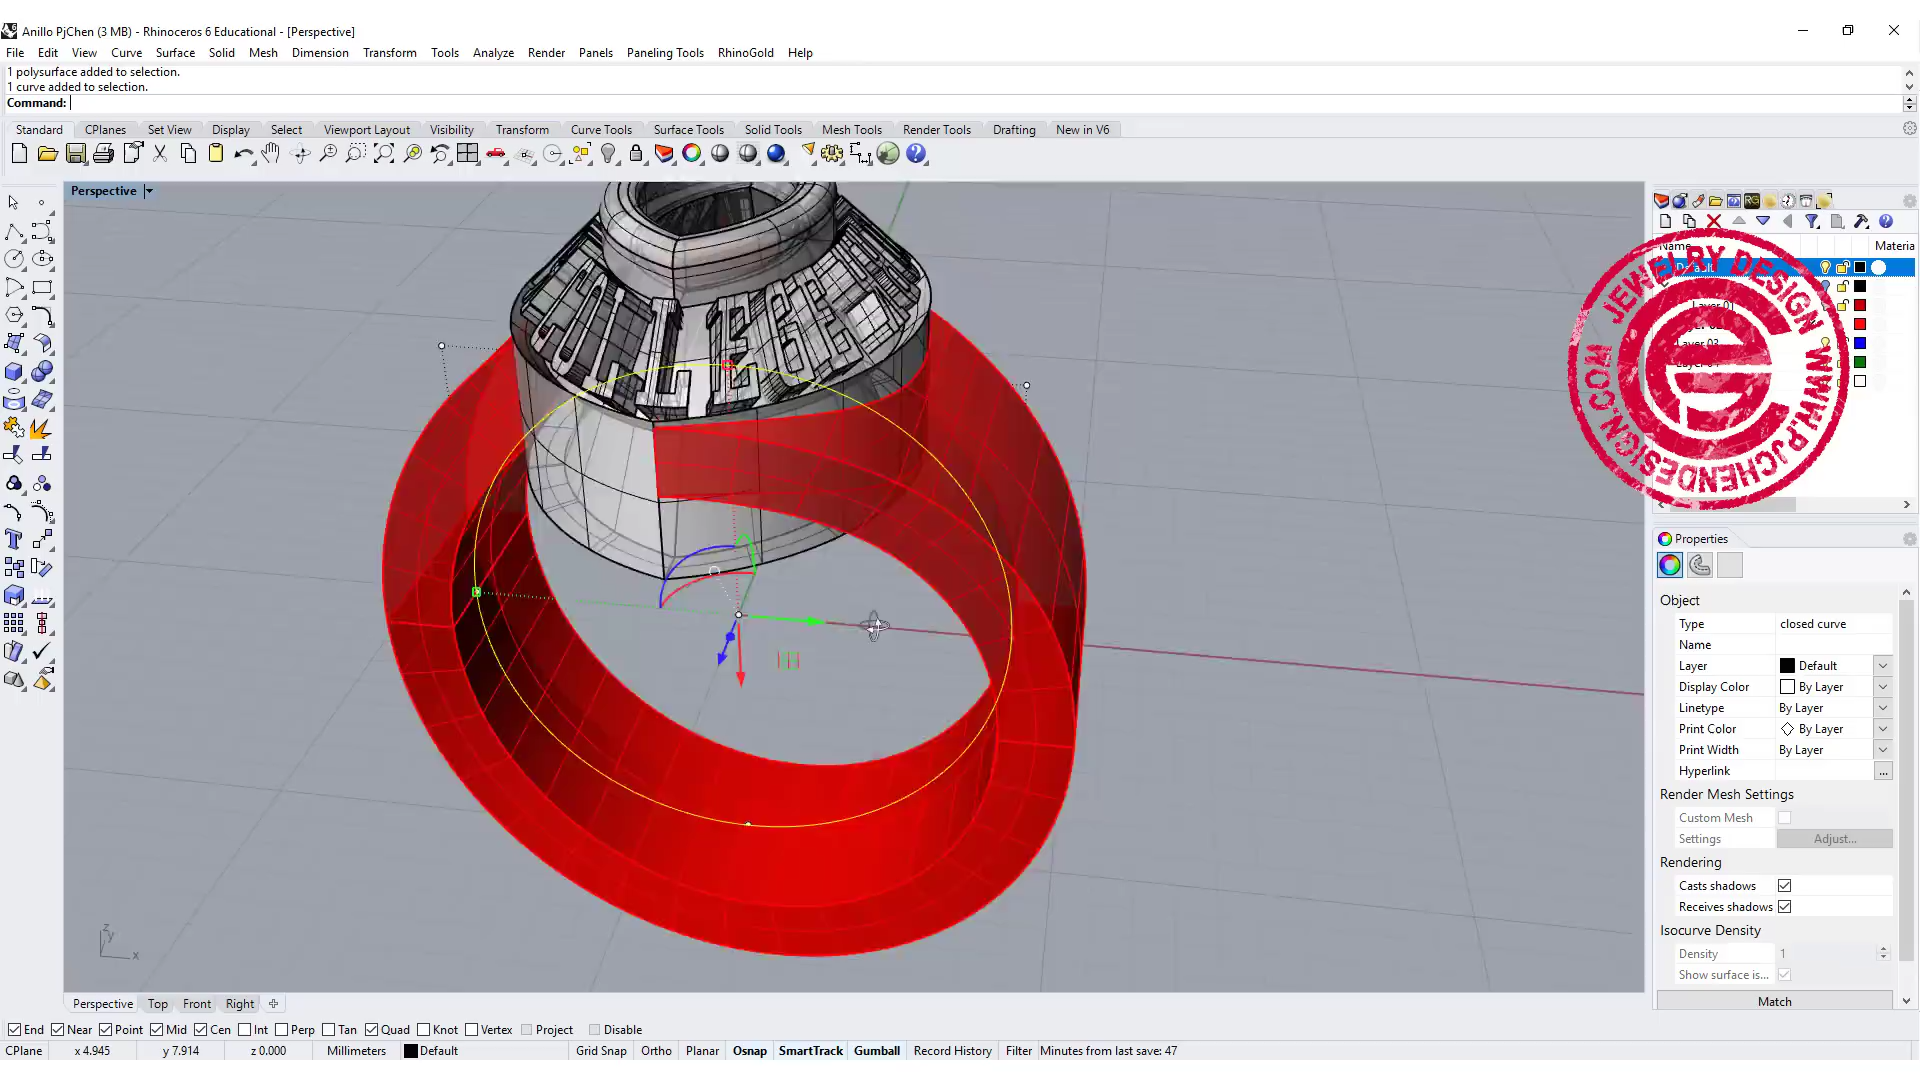 Anillo PjChen (3 MB) - Rhinoceros 6 Educational - [Perspective]
File Edit View Curve Surface Solid Mesh Dimension Transform Tools Analyze Render Panels Paneling Tools RhinoGold Help
1 polysurface added to selection.
1 curve added to selection.
Command:
Standard CPlanes Set View Display Select Viewport Layout Visibility Transform Curve Tools Surface Tools Solid Tools Mesh Tools Render Tools Drafting New in V6
Perspective
Name Materia
Default
Layer 01
Layer 03
JEWELRY DESIGN
WWW.PJCHENDESIGN.COM
Properties
Object
Type closed curve
Name
Layer Default
Display Color By Layer
Linetype By Layer
Print Color By Layer
Print Width By Layer
Hyperlink ...
Render Mesh Settings
Custom Mesh
Settings Adjust...
Rendering
Casts shadows
Receives shadows
Isocurve Density
Density 1
Show surface is...
Match
z
y
x
Perspective Top Front Right
End Near Point Mid Cen Int Perp Tan Quad Knot Vertex Project Disable
CPlane x 4.945 y 7.914 z 0.000 Millimeters Default Grid Snap Ortho Planar Osnap SmartTrack Gumball Record History Filter Minutes from last save: 47